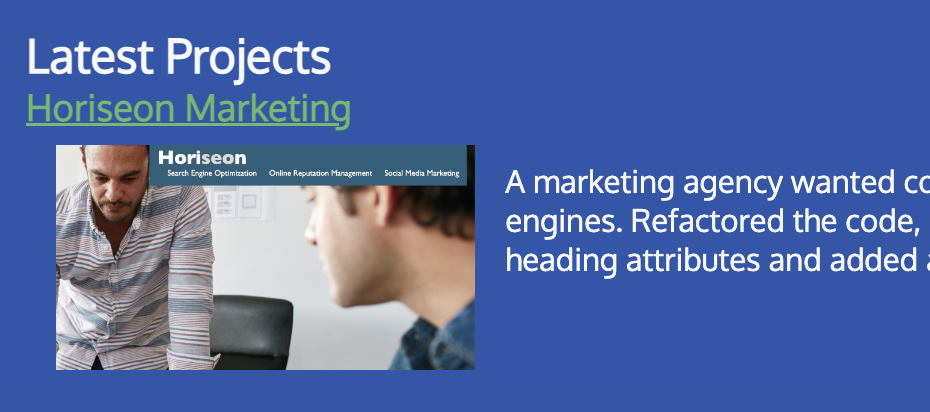 Latest Projects
Horiseon Marketing
Horiseon
Search Engine Optimization Online Reputation Management Social Media Marketing
A marketing agency wanted
engines. Refactored the code,
heading attributes and added